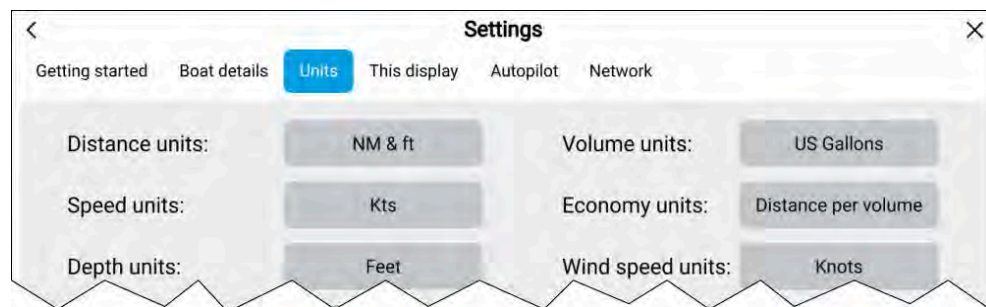 Settings
Getting started Boat details Units This display Autopilot Network
Distance units: NM & ft Volume units: US Gallons
Speed units: Kts Economy units: Distance per volume
Depth units: Feet Wind speed units: Knots